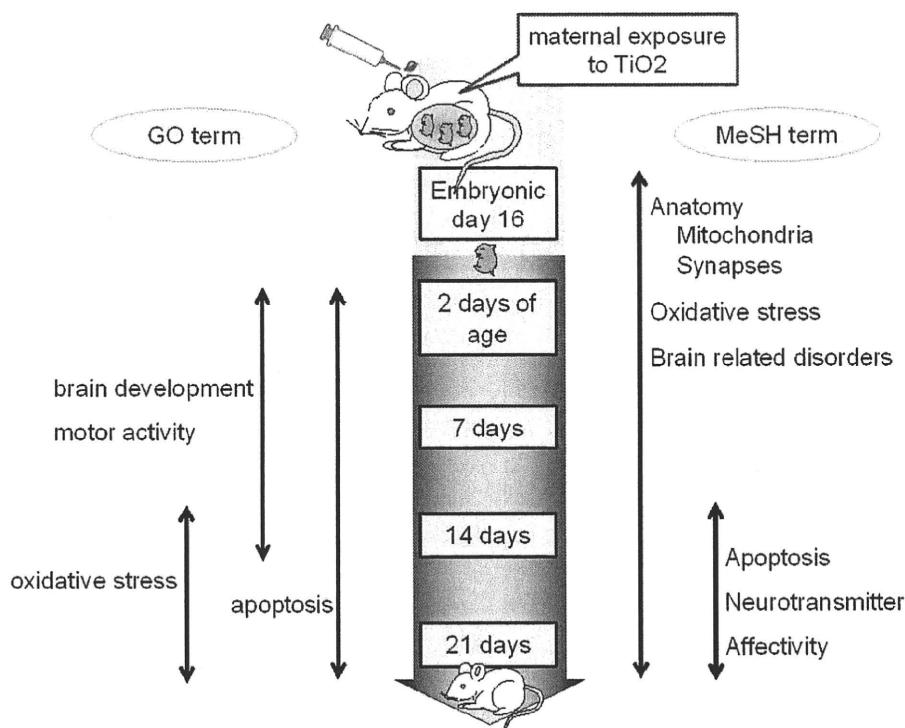 maternal exposure
to TiO2
GO term
MeSH term
Embryonic
day 16
Anatomy
Mitochondria
Synapses
2 days of
age
Oxidative stress
Brain related disorders
brain development
motor activity
7 days
14 days
oxidative stress
apoptosis
Apoptosis
Neurotransmitter
Affectivity
21 days